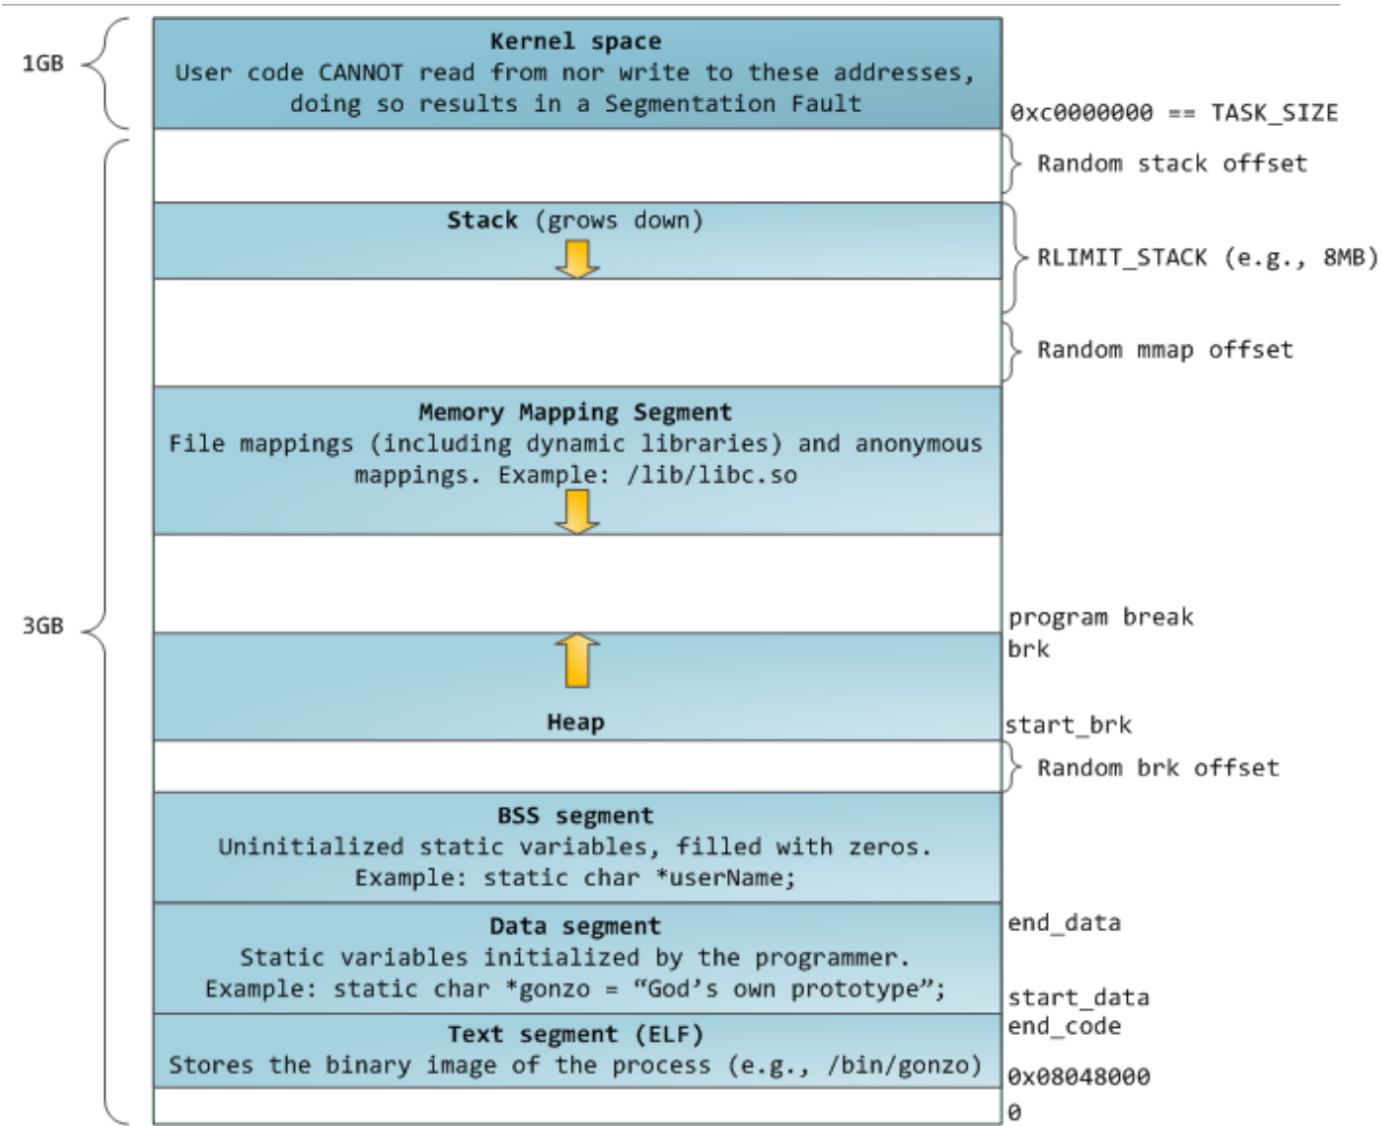 1GB
Kernel space
User code CANNOT read from nor write to these addresses,
doing so results in a Segmentation Fault
0xc0000000 == TASK_SIZE
Random stack offset
Stack (grows down)
RLIMIT_STACK (e.g., 8MB)
Random mmap offset
Memory Mapping Segment
File mappings (including dynamic libraries) and anonymous
mappings. Example: /lib/libc.so
3GB
program break
brk
Heap
start_brk
Random brk offset
BSS segment
Uninitialized static variables, filled with zeros.
Example: static char *userName;
Data segment
end_data
Static variables initialized by the programmer.
Example: static char *gonzo = “God’s own prototype”;
start_data
end_code
Text segment (ELF)
Stores the binary image of the process (e.g., /bin/gonzo)
0x08048000
0